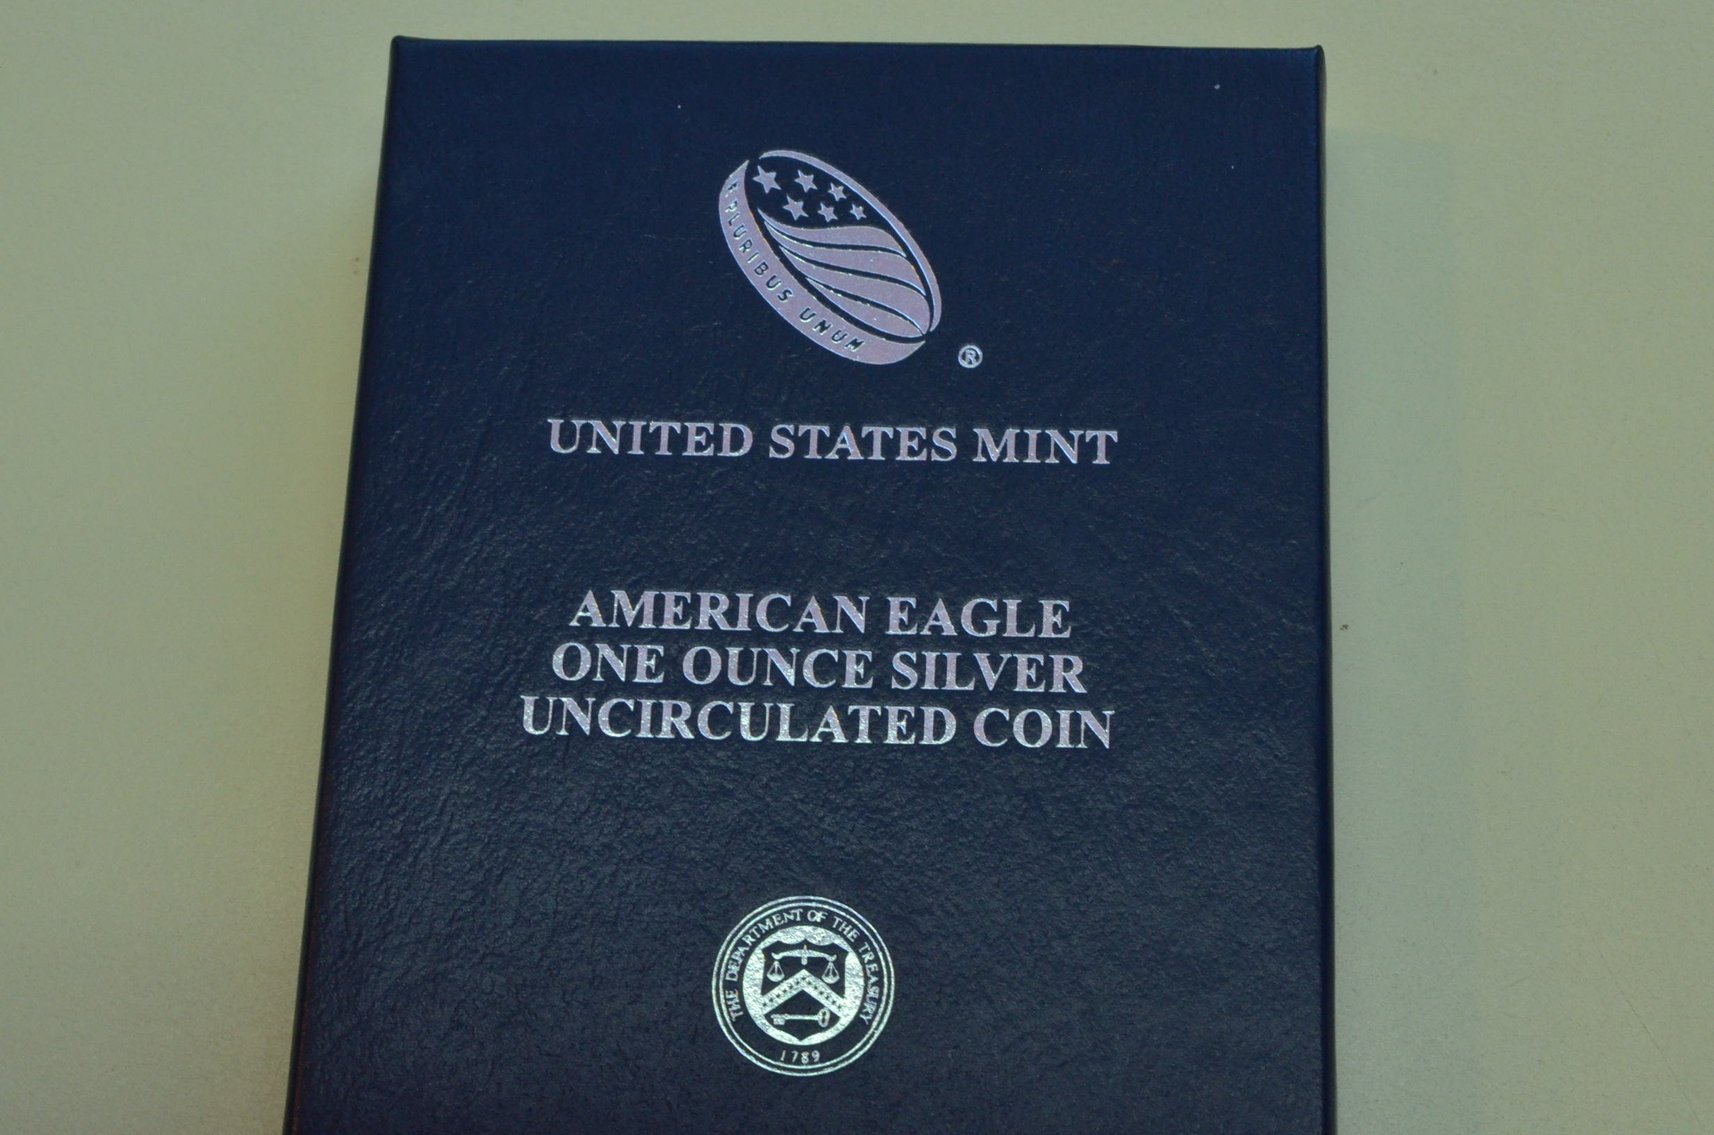 E PLURIBUS UNUM
®
UNITED STATES MINT
AMERICAN EAGLE
ONE OUNCE SILVER
UNCIRCULATED COIN
THE DEPARTMENT OF THE TREASURY
1789